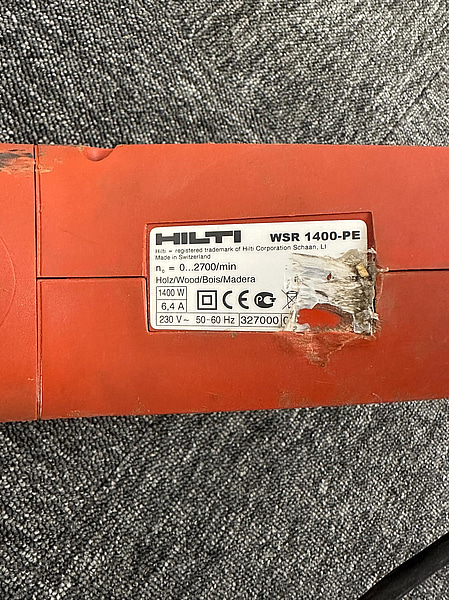 HILTI WSR 1400-PE
Hilti = registered trademark of Hilti Corporation Schaan, LI
Made in Switzerland
n₀ = 0...2700/min
Holz/Wood/Bois/Madera
1400 W
6,4 A
230 V~ 50-60 Hz 327000